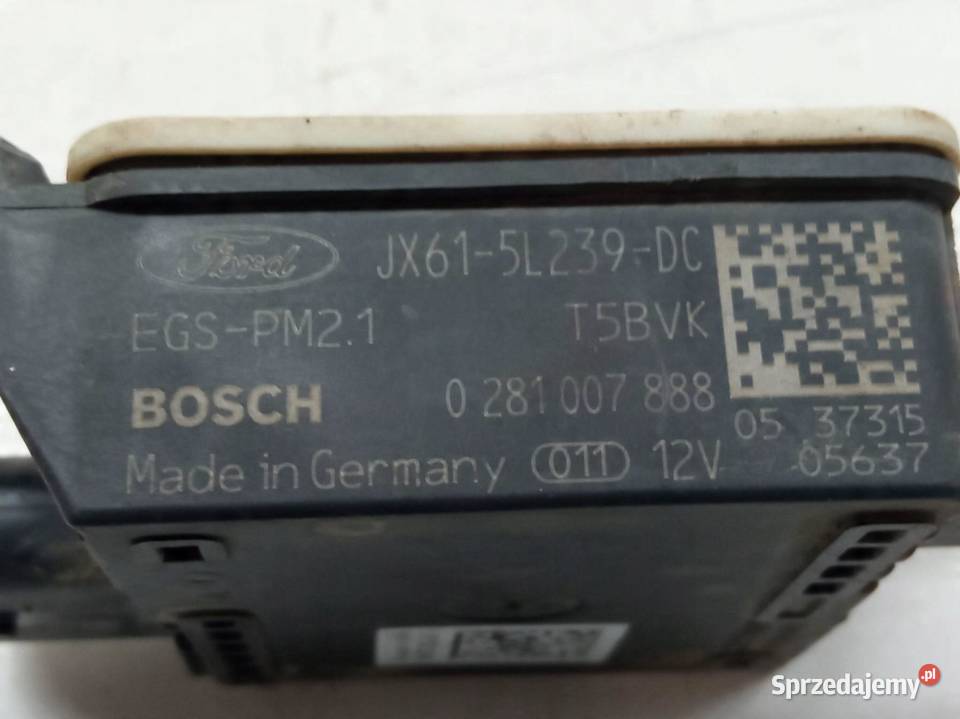 Ford JX61-5L239-DC
EGS-PM2.1 T5BVK
BOSCH 0 281 007 888
05 37315
Made in Germany 011 12V 05637
Sprzedajemy.pl